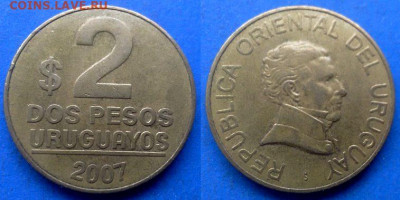 COINS.LAVE.RU
$ 2
DOS PESOS
URUGUAYOS
2007
REPUBLICA ORIENTAL DEL URUGUAY